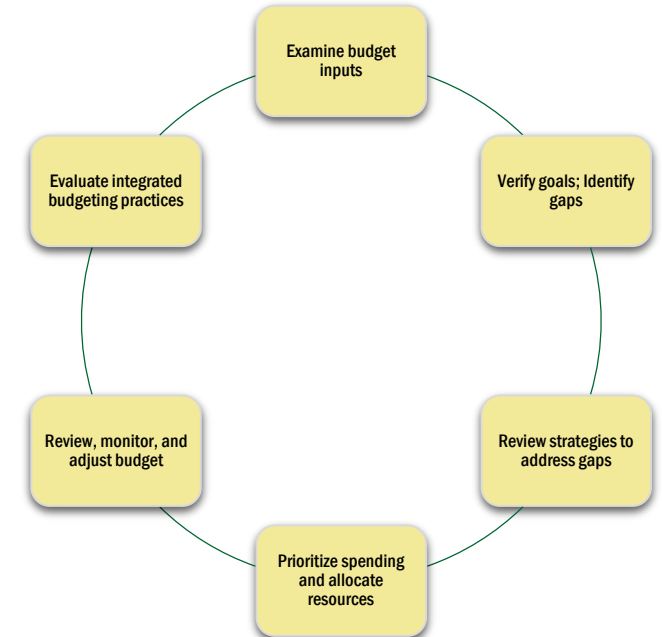 Examine budget
inputs
Verify goals; Identify
gaps
Review strategies to
address gaps
Prioritize spending
and allocate
resources
Review, monitor, and
adjust budget
Evaluate integrated
budgeting practices